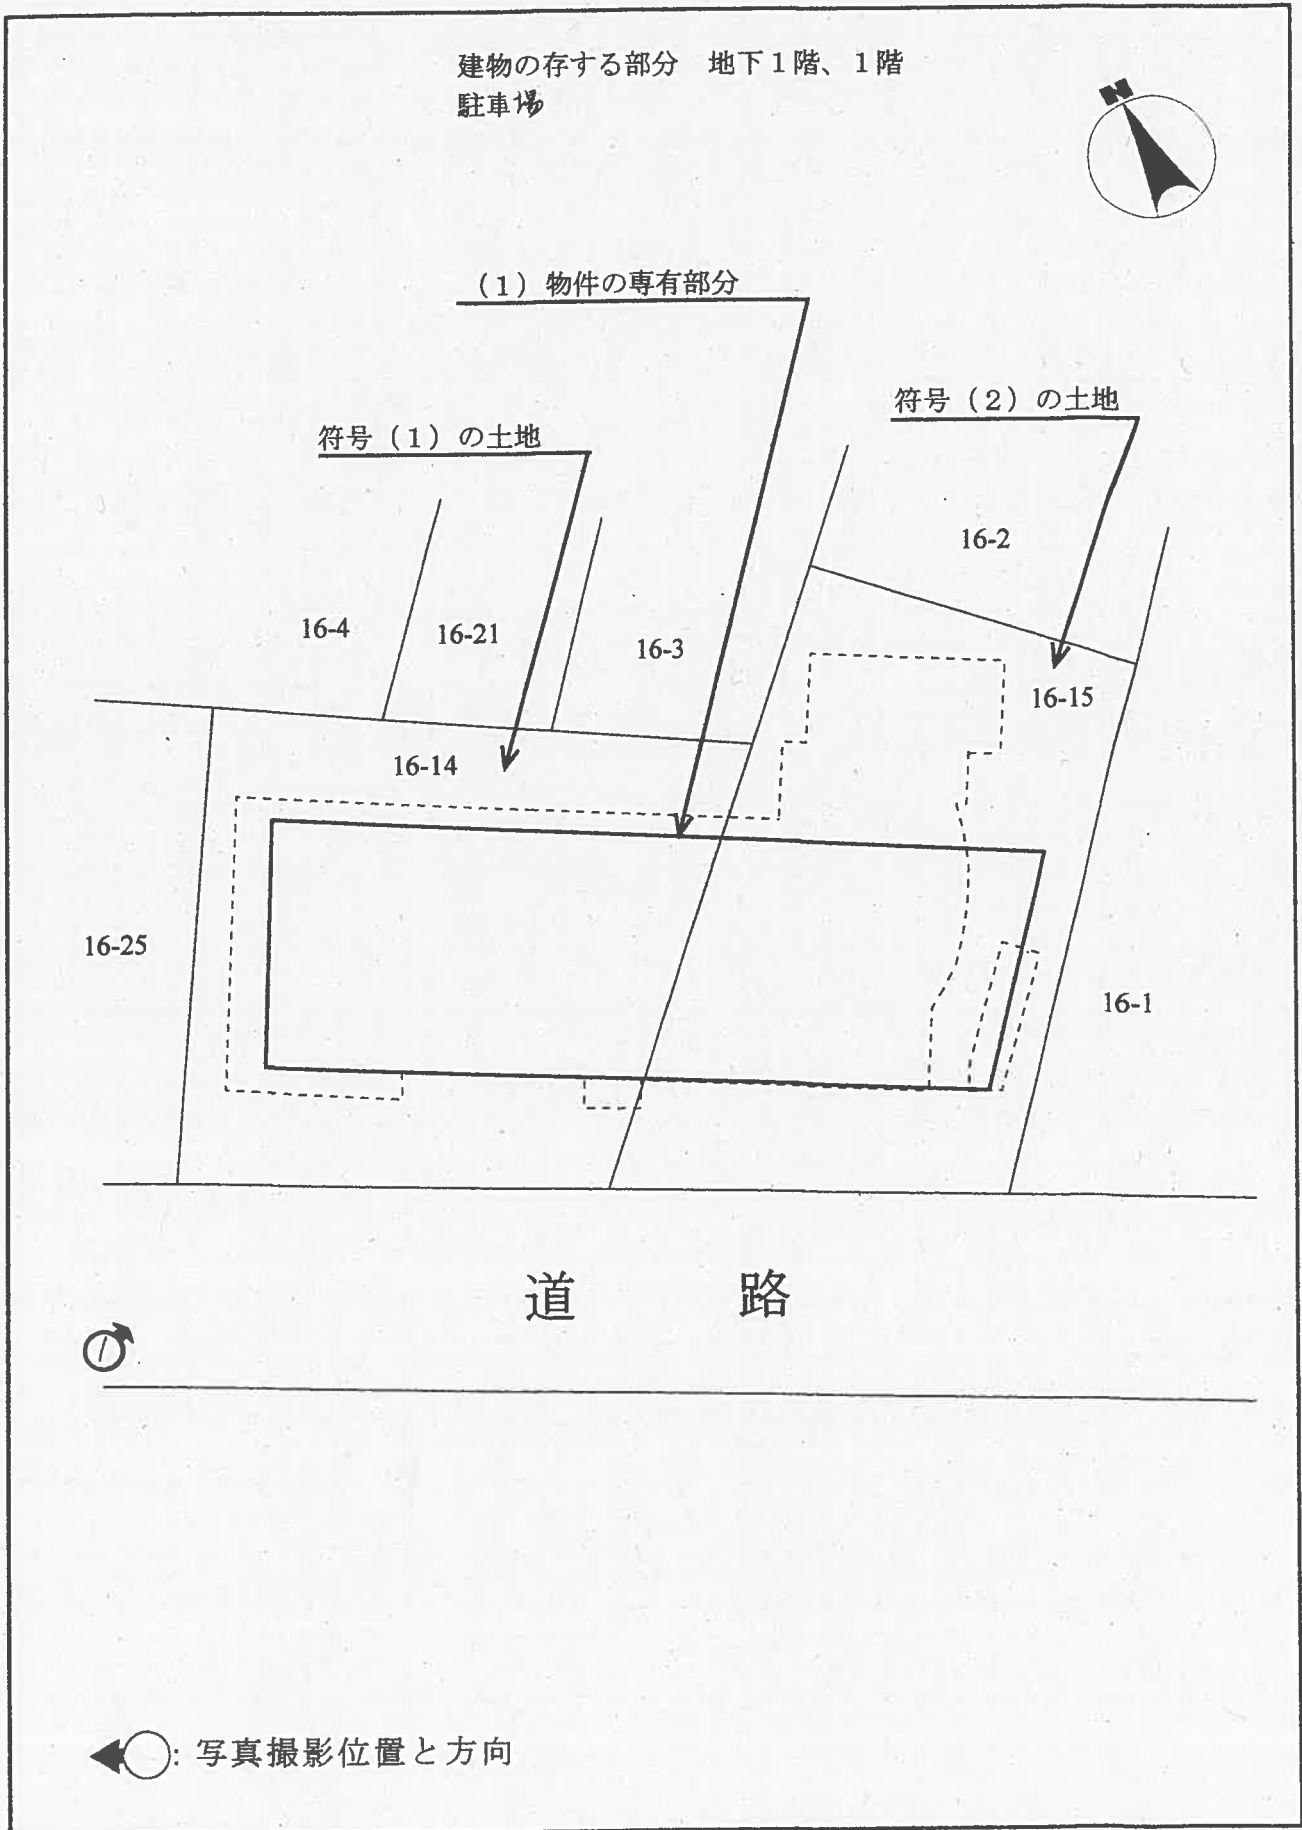 建物の存する部分　地下１階、１階
駐車場
N
（１）物件の専有部分
符号（２）の土地
符号（１）の土地
16-2
16-4
16-21
16-3
16-15
16-14
16-25
16-1
道　路
1
: 写真撮影位置と方向